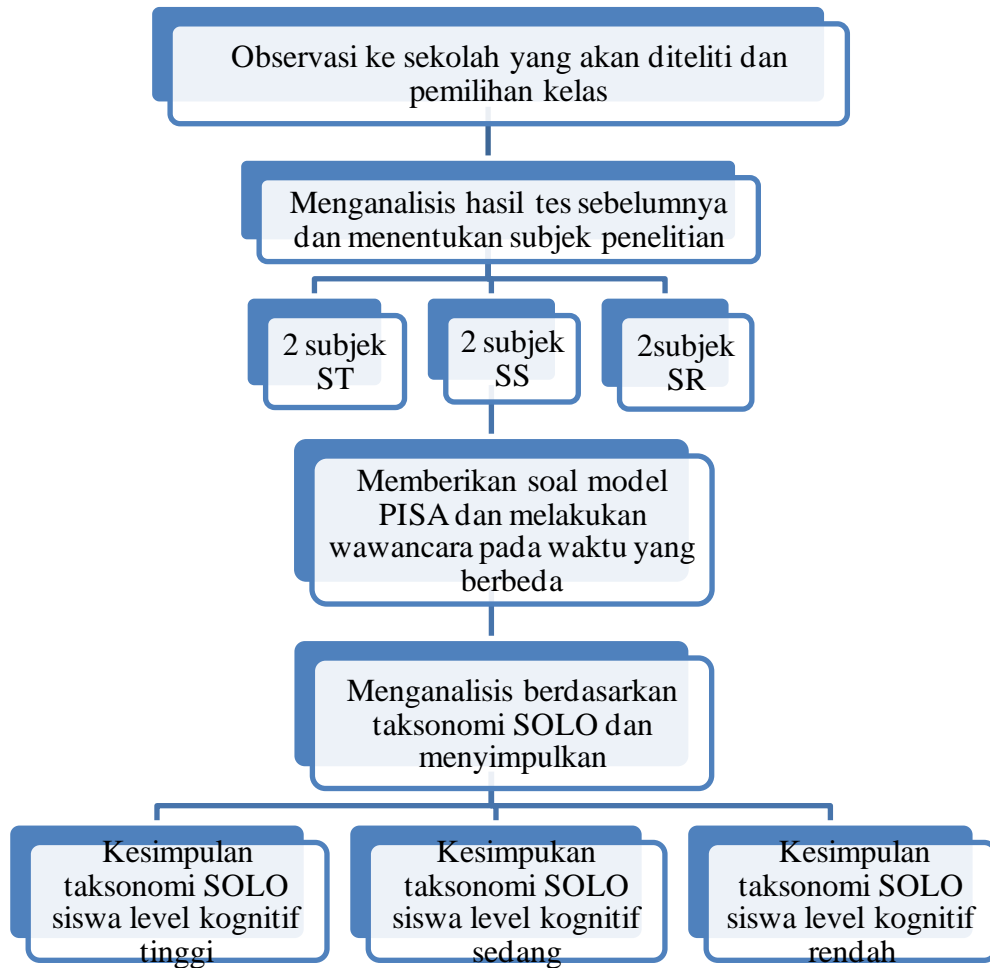 Observasi ke sekolah yang akan diteliti dan
pemilihan kelas
Menganalisis hasil tes sebelumnya
dan menentukan subjek penelitian
2 subjek
ST
2 subjek
SS
2subjek
SR
Memberikan soal model
PISA dan melakukan
wawancara pada waktu yang
berbeda
Menganalisis berdasarkan
taksonomi SOLO dan
menyimpulkan
Kesimpulan
taksonomi SOLO
siswa level kognitif
tinggi
Kesimpukan
taksonomi SOLO
siswa level kognitif
sedang
Kesimpulan
taksonomi SOLO
siswa level kognitif
rendah